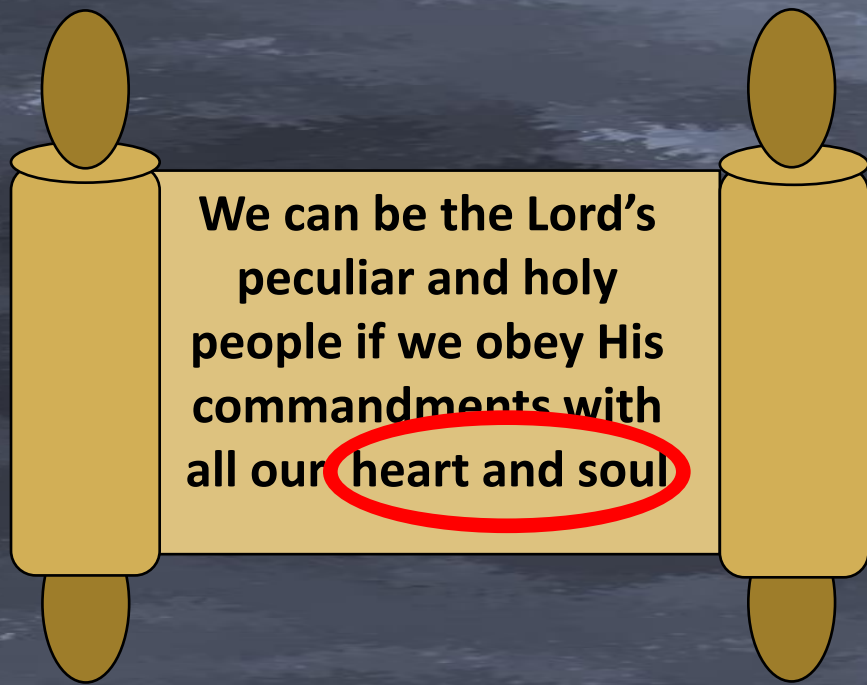 We can be the Lord’s
peculiar and holy
people if we obey His
commandments with
all our heart and soul